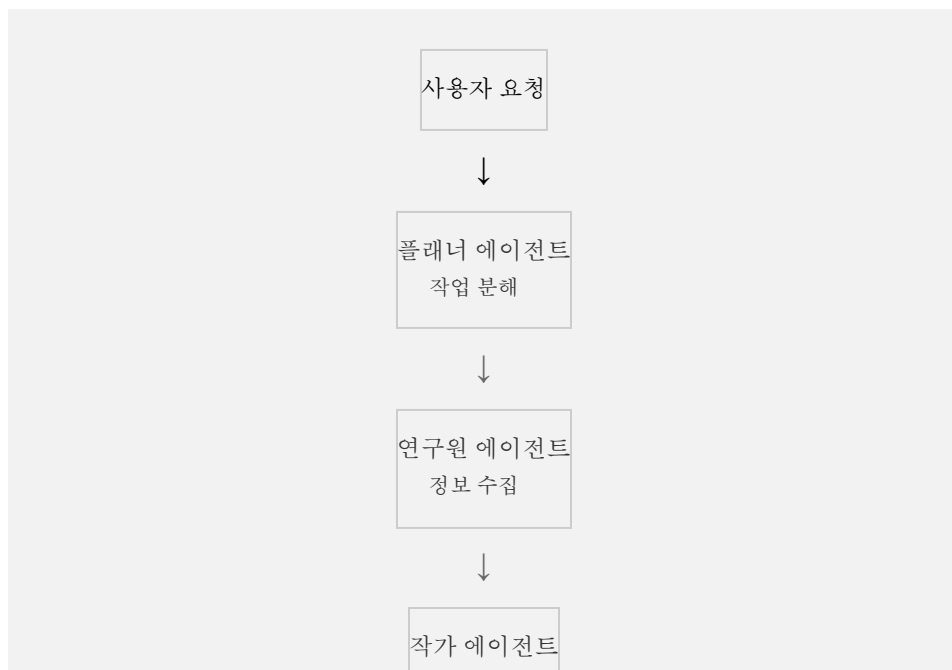 사용자 요청
↓
플래너 에이전트
작업 분해
↓
연구원 에이전트
정보 수집
↓
작가 에이전트